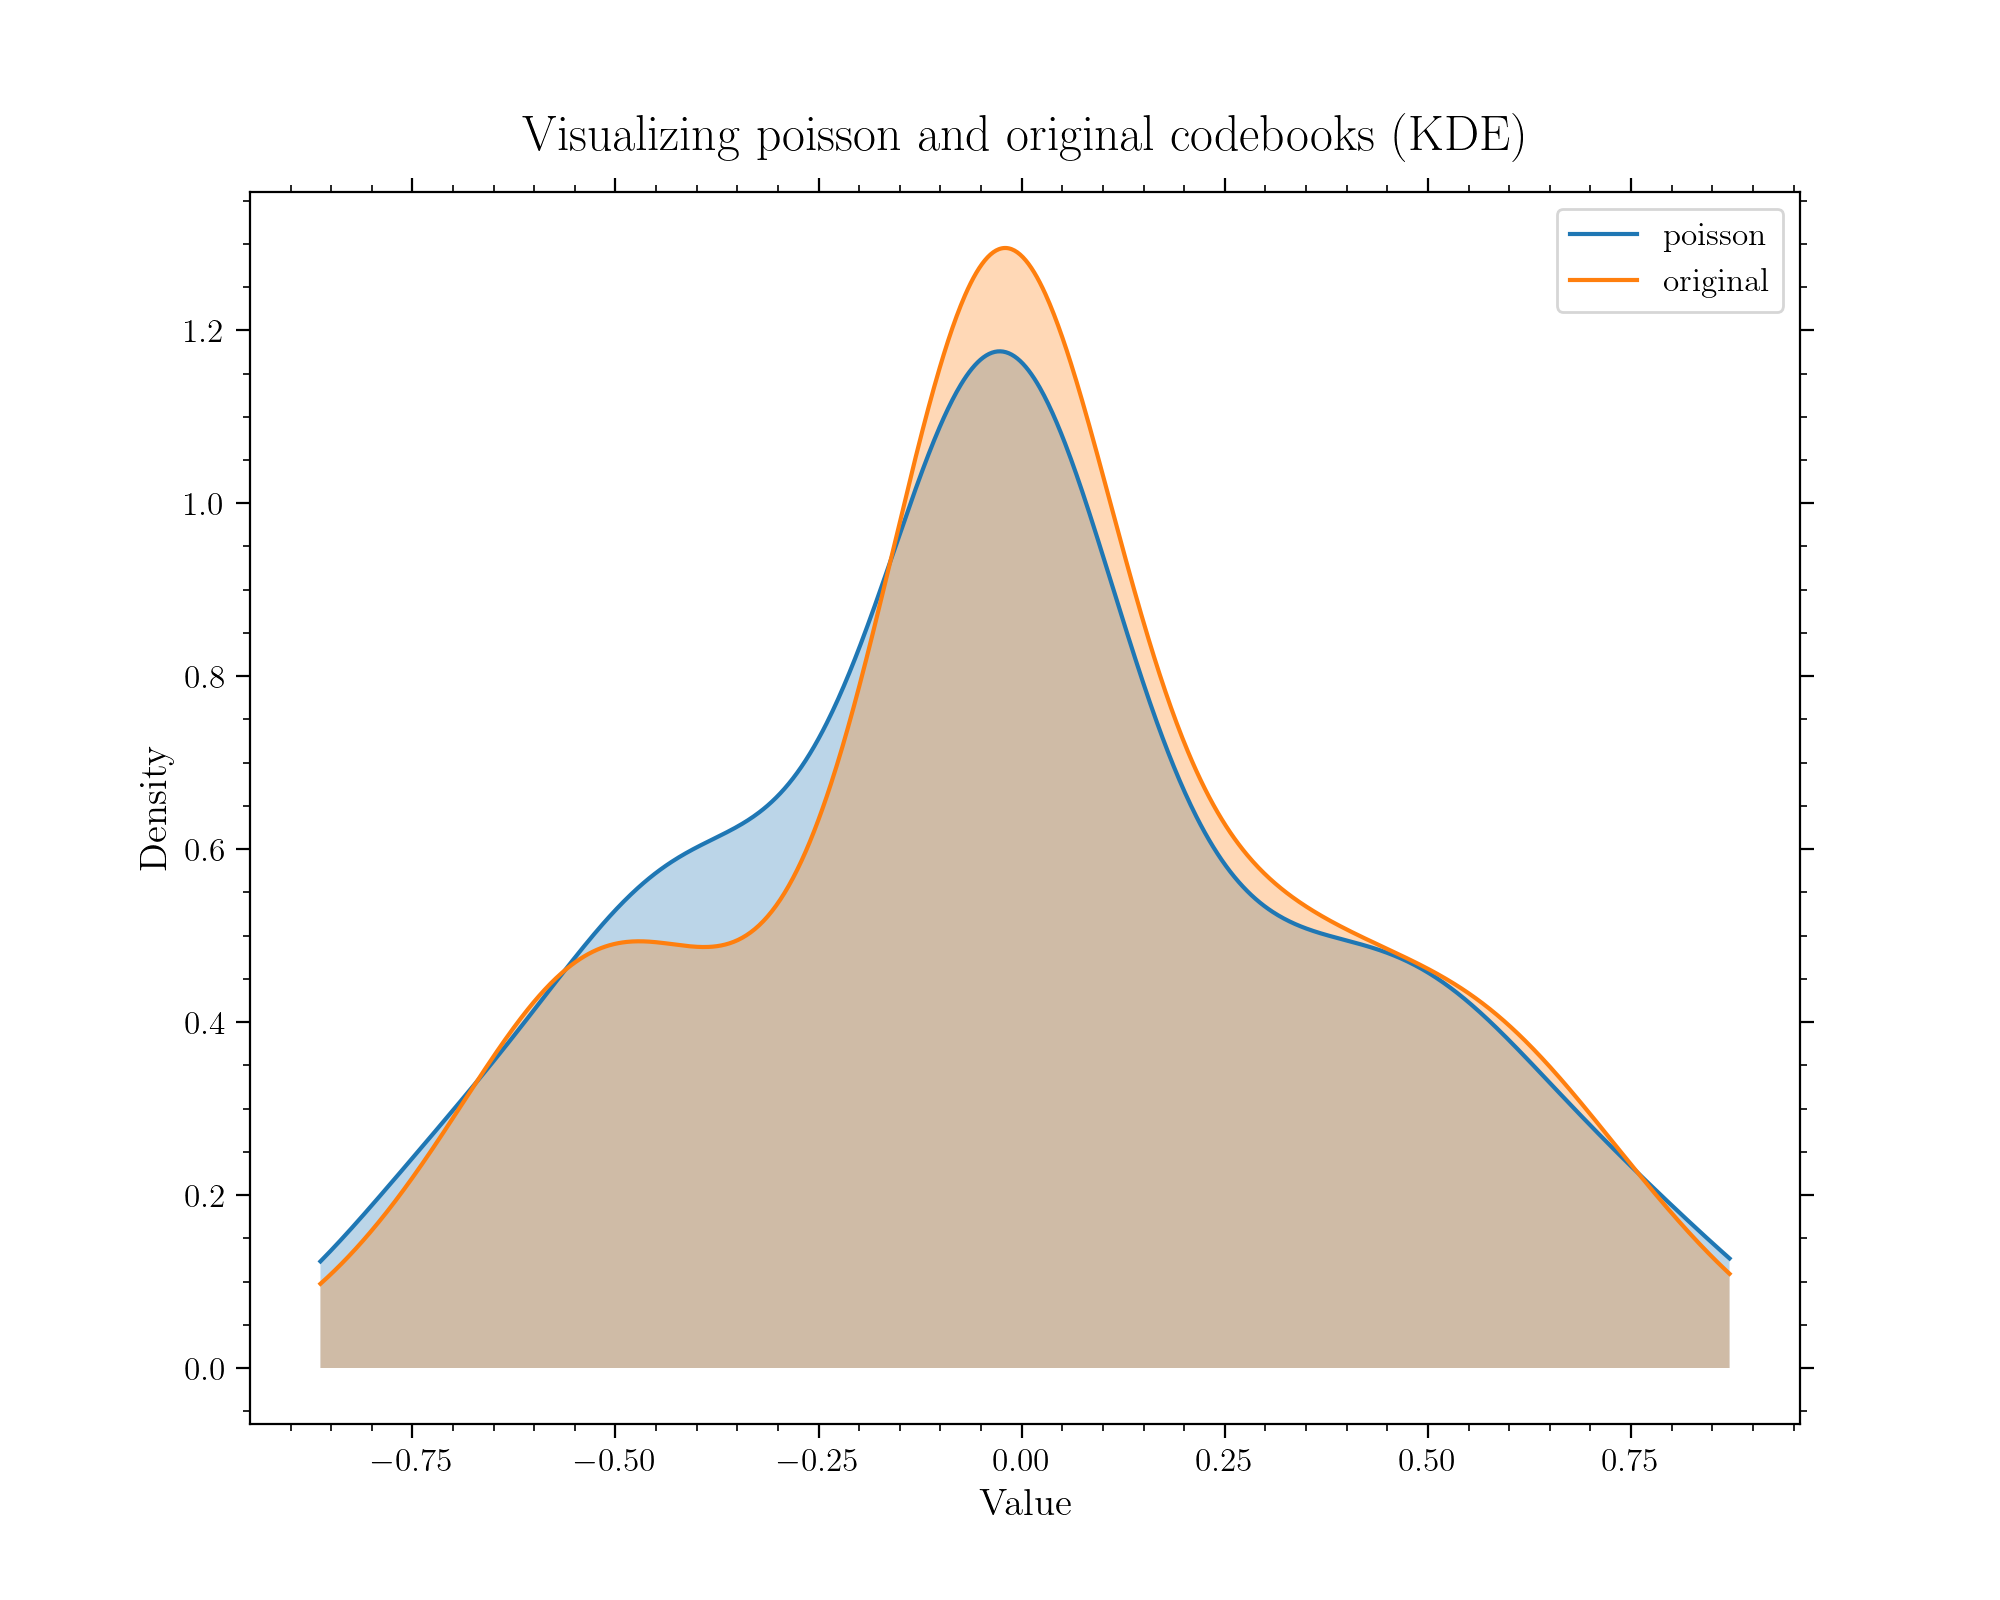 Visualizing poisson and original codebooks (KDE)
poisson
original
1.2
1.0
0.8
0.6
0.4
0.2
0.0
Density
−0.75 −0.50 −0.25 0.00 0.25 0.50 0.75
Value